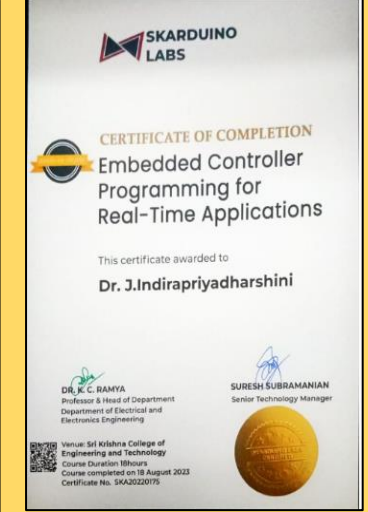 SKARDUINO
LABS
CERTIFICATE OF COMPLETION
Embedded Controller
Programming for
Real-Time Applications
This certificate awarded to
Dr. J.Indirapriyadharshini
DR. K. C. RAMYA
Professor & Head of Department
Department of Electrical and
Electronics Engineering
SURESH SUBRAMANIAN
Senior Technology Manager
Venue: Sri Krishna College of
Engineering and Technology
Course Duration 18hours
Course completed on 18 August 2023
Certificate No. SKA20220175